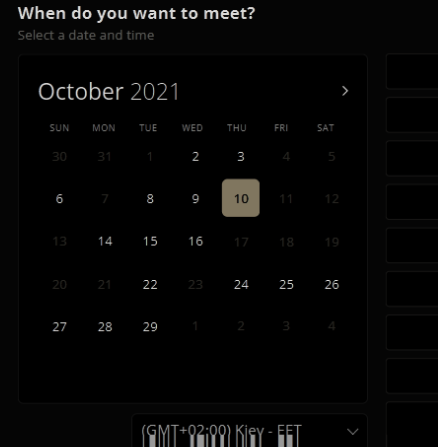 When do you want to meet?
Select a date and time
October 2021
SUN MON TUE WED THU FRI SAT
30 31 1 2 3 4 5
6 7 8 9 10 11 12
13 14 15 16 17 18 19
20 21 22 23 24 25 26
27 28 29 1 2 3 4
(GMT+02:00) Kiev - EET